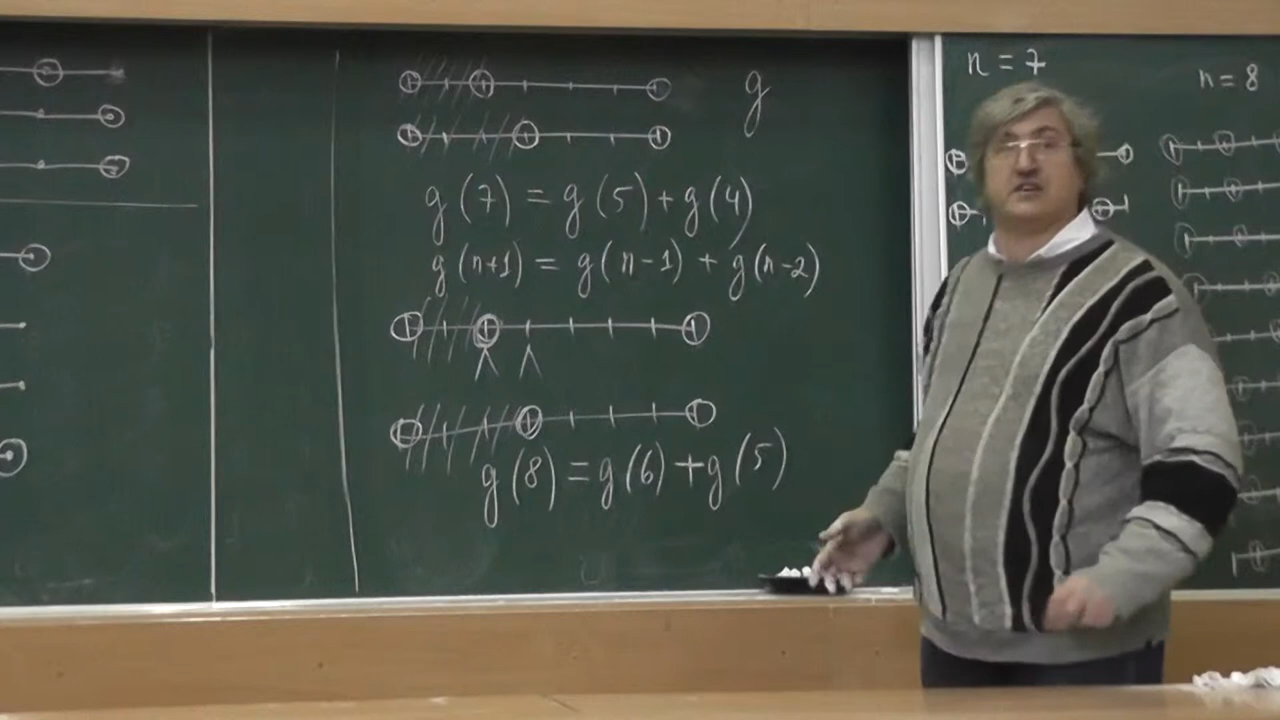 g
g(7) = g(5) + g(4)
g(n+1) = g(n-1) + g(n-2)
g(8) = g(6) + g(5)
n = 7
n = 8